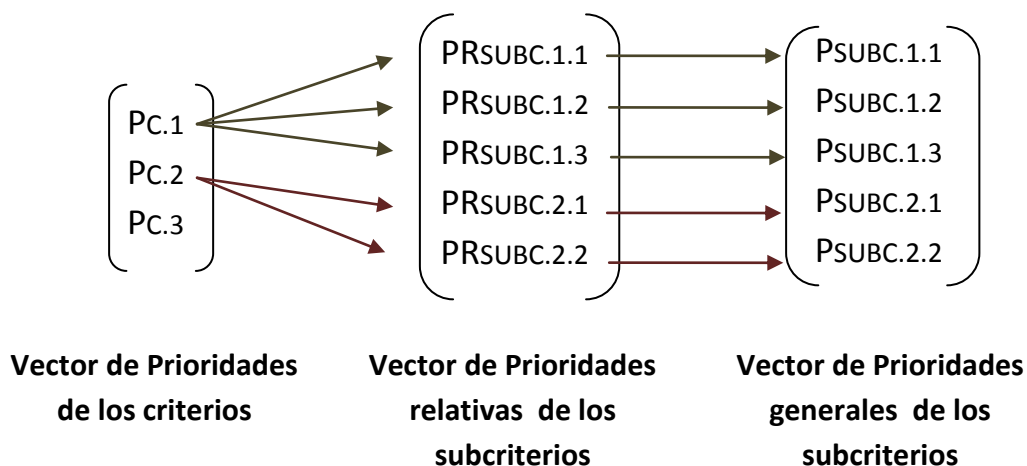 PC.1
PC.2
PC.3
PRSUBC.1.1
PRSUBC.1.2
PRSUBC.1.3
PRSUBC.2.1
PRSUBC.2.2
PSUBC.1.1
PSUBC.1.2
PSUBC.1.3
PSUBC.2.1
PSUBC.2.2
Vector de Prioridades
de los criterios
Vector de Prioridades
relativas de los
subcriterios
Vector de Prioridades
generales de los
subcriterios